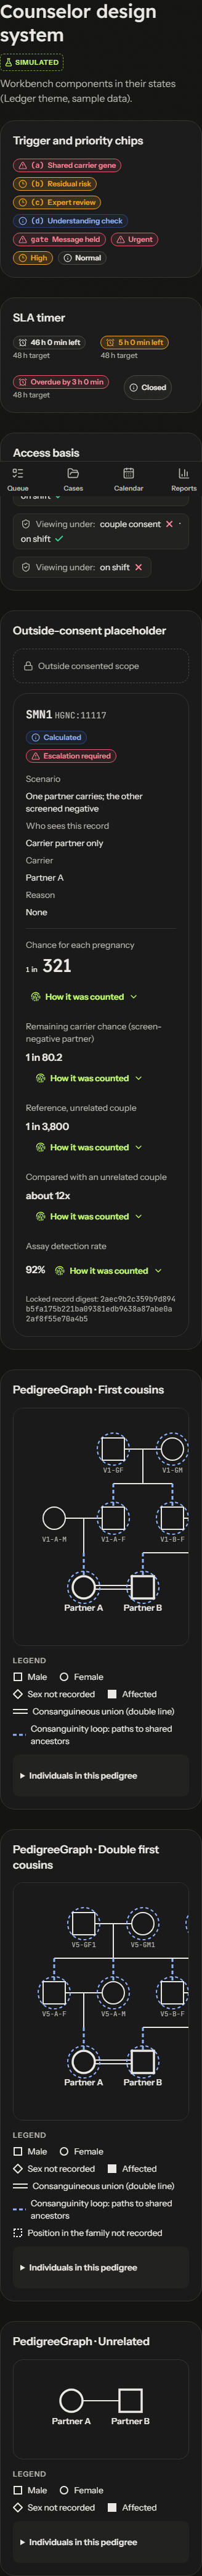 Counselor design
system
SIMULATED
Workbench components in their states
(Ledger theme, sample data).
Trigger and priority chips
(a) Shared carrier gene
(b) Residual risk
(c) Expert review
(d) Understanding check
gate Message held
Urgent
High
Normal
SLA timer
46 h 0 min left
48 h target
5 h 0 min left
48 h target
Overdue by 3 h 0 min
48 h target
Closed
Access basis
Queue
Cases
Calendar
Reports
on shift
Viewing under: couple consent ·
on shift
Viewing under: on shift
Outside-consent placeholder
Outside consented scope
SMN1 HGNC:11117
Calculated
Escalation required
Scenario
One partner carries; the other
screened negative
Who sees this record
Carrier partner only
Carrier
Partner A
Reason
None
Chance for each pregnancy
1 in 321
How it was counted
Remaining carrier chance (screen-
negative partner)
1 in 80.2
How it was counted
Reference, unrelated couple
1 in 3,800
How it was counted
Compared with an unrelated couple
about 12x
How it was counted
Assay detection rate
92% How it was counted
Locked record digest: 2aec9b2c359b9d894
b5fa175b221ba09381edb9638a87abe0a
2af8f55e70a4b5
PedigreeGraph · First cousins
V1-GF
V1-GM
V1-A-M
V1-A-F
V1-B-F
Partner A
Partner B
LEGEND
Male
Female
Sex not recorded
Affected
Consanguineous union (double line)
Consanguinity loop: paths to shared
ancestors
Individuals in this pedigree
PedigreeGraph · Double first
cousins
V5-GF1
V5-GM1
V5-A-F
V5-A-M
V5-B-F
Partner A
Partner B
LEGEND
Male
Female
Sex not recorded
Affected
Consanguineous union (double line)
Consanguinity loop: paths to shared
ancestors
Position in the family not recorded
Individuals in this pedigree
PedigreeGraph · Unrelated
Partner A
Partner B
LEGEND
Male
Female
Sex not recorded
Affected
Individuals in this pedigree